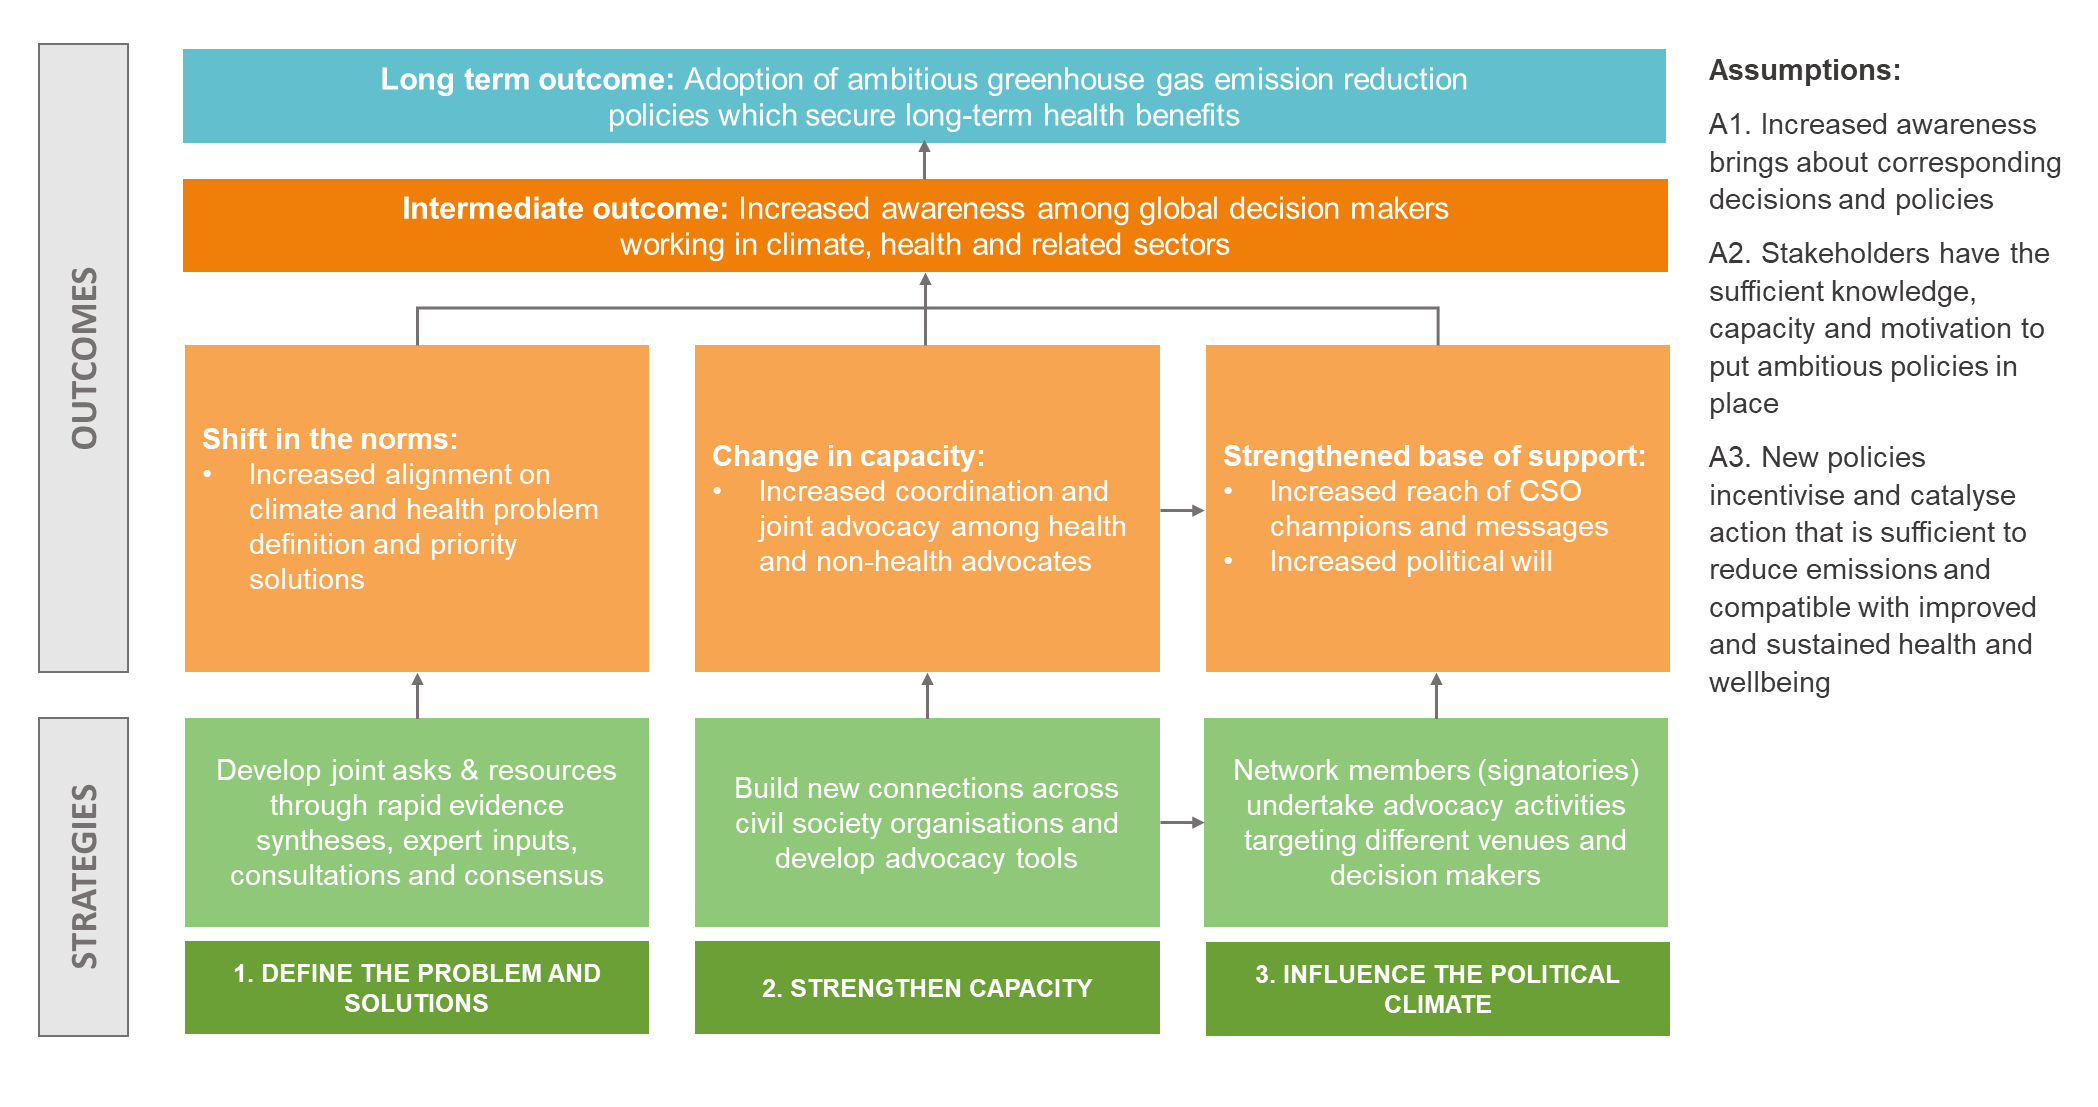 OUTCOMES
Long term outcome: Adoption of ambitious greenhouse gas emission reduction
policies which secure long-term health benefits
Intermediate outcome: Increased awareness among global decision makers
working in climate, health and related sectors
Shift in the norms:
• Increased alignment on
climate and health problem
definition and priority
solutions
Change in capacity:
• Increased coordination and
joint advocacy among health
and non-health advocates
Strengthened base of support:
• Increased reach of CSO
champions and messages
• Increased political will
STRATEGIES
Develop joint asks & resources
through rapid evidence
syntheses, expert inputs,
consultations and consensus
Build new connections across
civil society organisations and
develop advocacy tools
Network members (signatories)
undertake advocacy activities
targeting different venues and
decision makers
1. DEFINE THE PROBLEM AND
SOLUTIONS
2. STRENGTHEN CAPACITY
3. INFLUENCE THE POLITICAL
CLIMATE
Assumptions:
A1. Increased awareness
brings about corresponding
decisions and policies
A2. Stakeholders have the
sufficient knowledge,
capacity and motivation to
put ambitious policies in
place
A3. New policies
incentivise and catalyse
action that is sufficient to
reduce emissions and
compatible with improved
and sustained health and
wellbeing